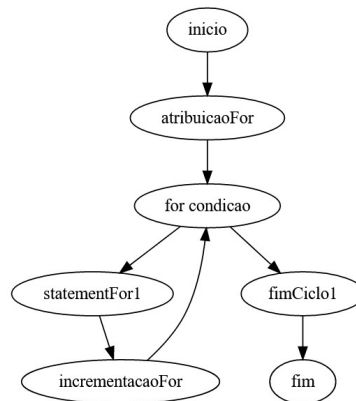 inicio
atribuicaoFor
for condicao
statementFor1
fimCiclo1
incrementacaoFor
fim